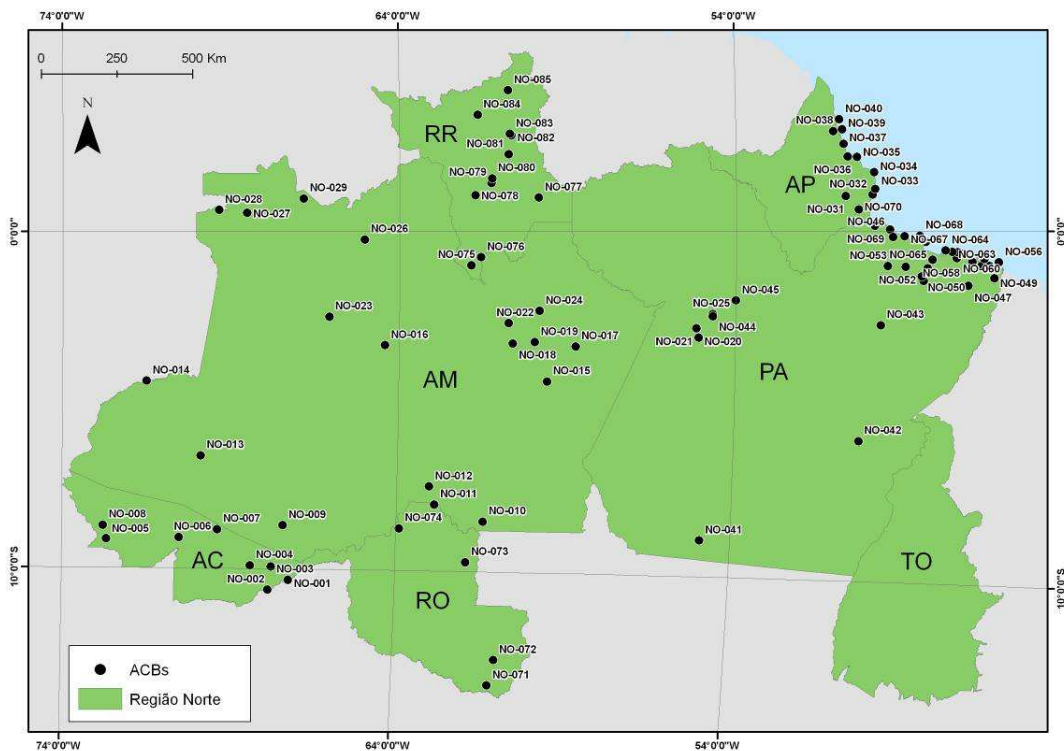 74°0'0"W 64°0'0"W 54°0'0"W
0 250 500 Km
N
NO-085
NO-084
NO-040
NO-083
NO-038
NO-039
RR
NO-082
NO-037
NO-081
NO-035
NO-036
NO-080
NO-034
NO-079
AP
NO-029
NO-077
NO-032
NO-033
NO-028
NO-078
NO-031
NO-070
NO-027
NO-046
NO-068
0°0'0"
0°0'0"
NO-026
NO-069
NO-067
NO-064
NO-076
NO-056
NO-075
NO-053
NO-065
NO-063
NO-058
NO-060
NO-052
NO-049
NO-050
NO-045
NO-047
NO-024
NO-025
NO-023
NO-022
NO-043
NO-044
NO-016
NO-019
NO-017
NO-021
NO-020
NO-018
NO-014
AM
PA
NO-015
NO-042
NO-013
NO-012
NO-011
NO-008
NO-010
NO-005
NO-006
NO-007
NO-009
NO-074
NO-041
AC
NO-004
TO
NO-073
NO-003
10°0'0"S
NO-002
NO-001
10°0'0"S
RO
NO-072
ACBs
NO-071
Região Norte
74°0'0"W 64°0'0"W 54°0'0"W